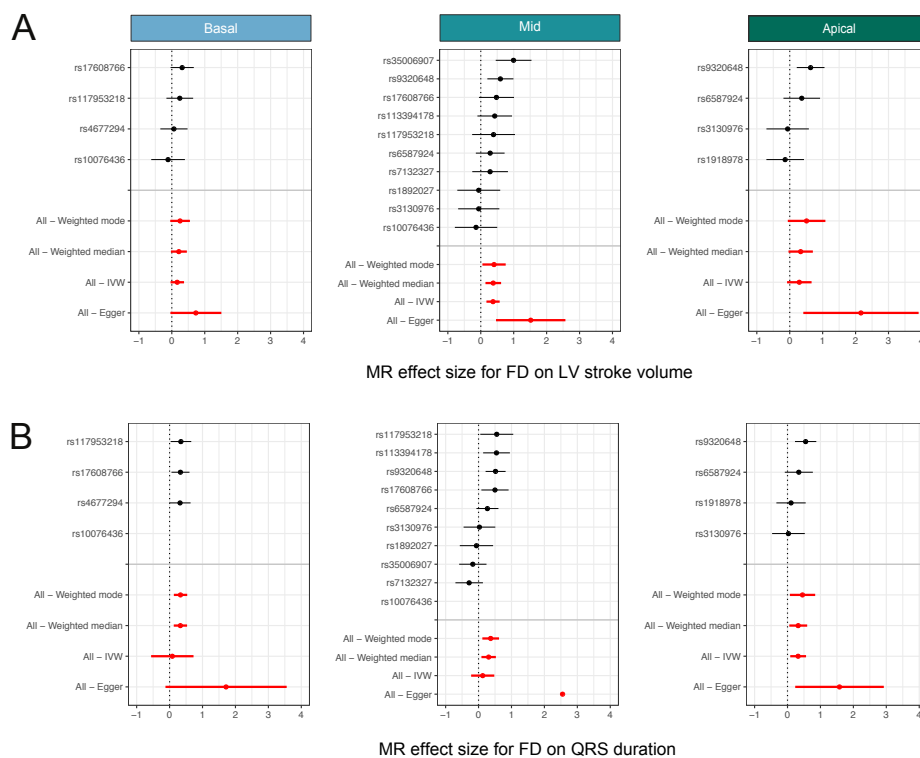 A
Basal
Mid
Apical
rs17608766
rs117953218
rs4677294
rs10076436
All – Weighted mode
All – Weighted median
All – IVW
All – Egger
−1 0 1 2 3 4
rs35006907
rs9320648
rs17608766
rs113394178
rs117953218
rs6587924
rs7132327
rs1892027
rs3130976
rs10076436
All – Weighted mode
All – Weighted median
All – IVW
All – Egger
−1 0 1 2 3 4
rs9320648
rs6587924
rs3130976
rs1918978
All – Weighted mode
All – Weighted median
All – IVW
All – Egger
−1 0 1 2 3 4
MR effect size for FD on LV stroke volume
B
rs117953218
rs17608766
rs4677294
rs10076436
All – Weighted mode
All – Weighted median
All – IVW
All – Egger
−1 0 1 2 3 4
rs117953218
rs113394178
rs9320648
rs17608766
rs6587924
rs3130976
rs1892027
rs35006907
rs7132327
rs10076436
All – Weighted mode
All – Weighted median
All – IVW
All – Egger
−1 0 1 2 3 4
rs9320648
rs6587924
rs1918978
rs3130976
All – Weighted mode
All – Weighted median
All – IVW
All – Egger
−1 0 1 2 3 4
MR effect size for FD on QRS duration